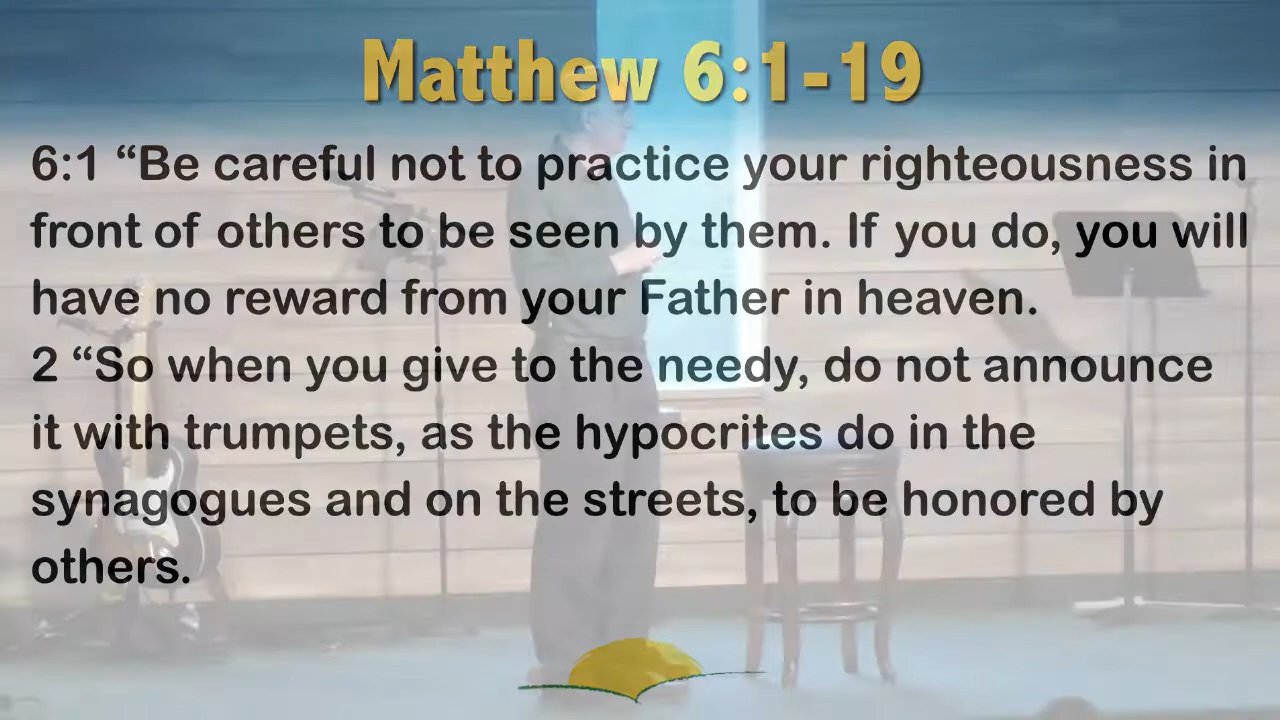 Matthew 6:1-19
6:1 “Be careful not to practice your righteousness in
front of others to be seen by them. If you do, you will
have no reward from your Father in heaven.
2 “So when you give to the needy, do not announce
it with trumpets, as the hypocrites do in the
synagogues and on the streets, to be honored by
others.